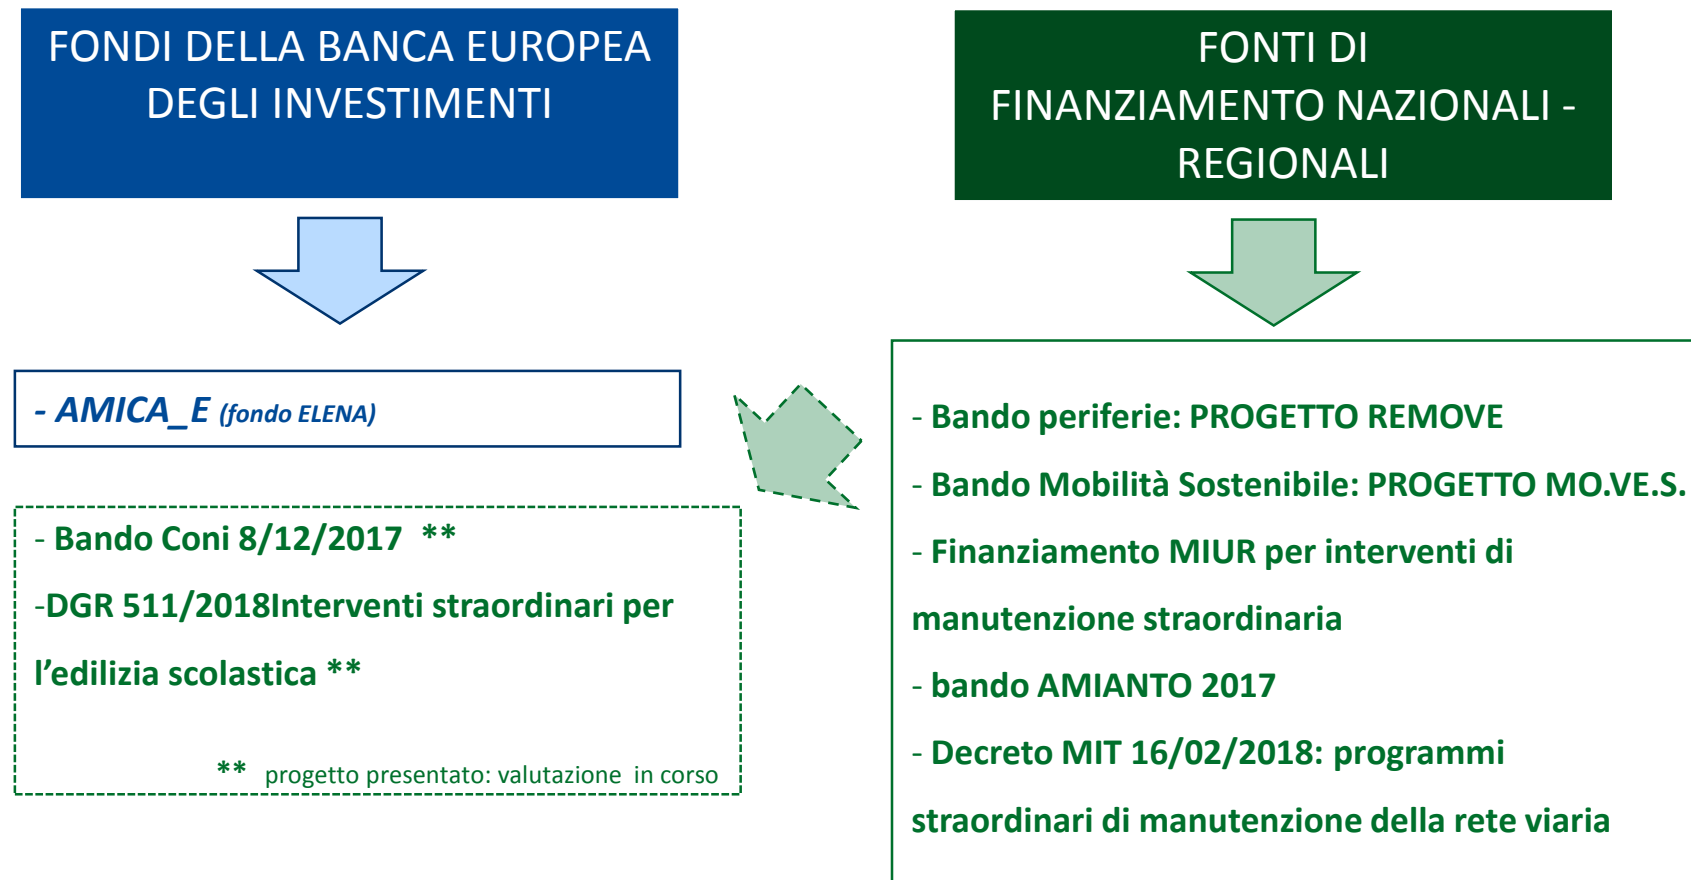 FONDI DELLA BANCA EUROPEA
DEGLI INVESTIMENTI
- AMICA_E (fondo ELENA)
- Bando Coni 8/12/2017 **
-DGR 511/2018Interventi straordinari per
l’edilizia scolastica **
** progetto presentato: valutazione in corso
FONTI DI
FINANZIAMENTO NAZIONALI -
REGIONALI
- Bando periferie: PROGETTO REMOVE
- Bando Mobilità Sostenibile: PROGETTO MO.VE.S.
- Finanziamento MIUR per interventi di
manutenzione straordinaria
- bando AMIANTO 2017
- Decreto MIT 16/02/2018: programmi
straordinari di manutenzione della rete viaria